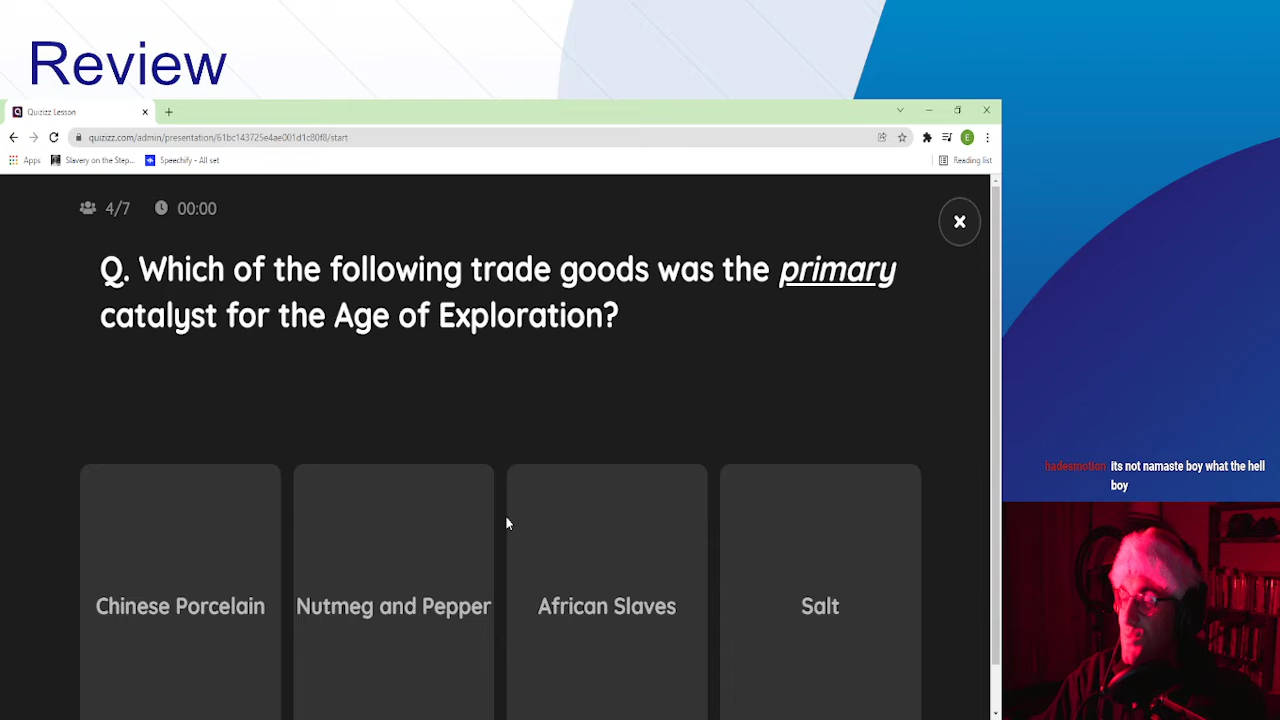 Review
Quizizz Lesson
quizizz.com/admin/presentation/61bc143725e4ae001d1c80f8/start
E
Apps
Slavery on the Step...
Speechify - All set
Reading list
4/7
00:00
Q. Which of the following trade goods was the primary
catalyst for the Age of Exploration?
hadesmotion Its not namaste boy what the hell
boy
Chinese Porcelain
Nutmeg and Pepper
African Slaves
Salt